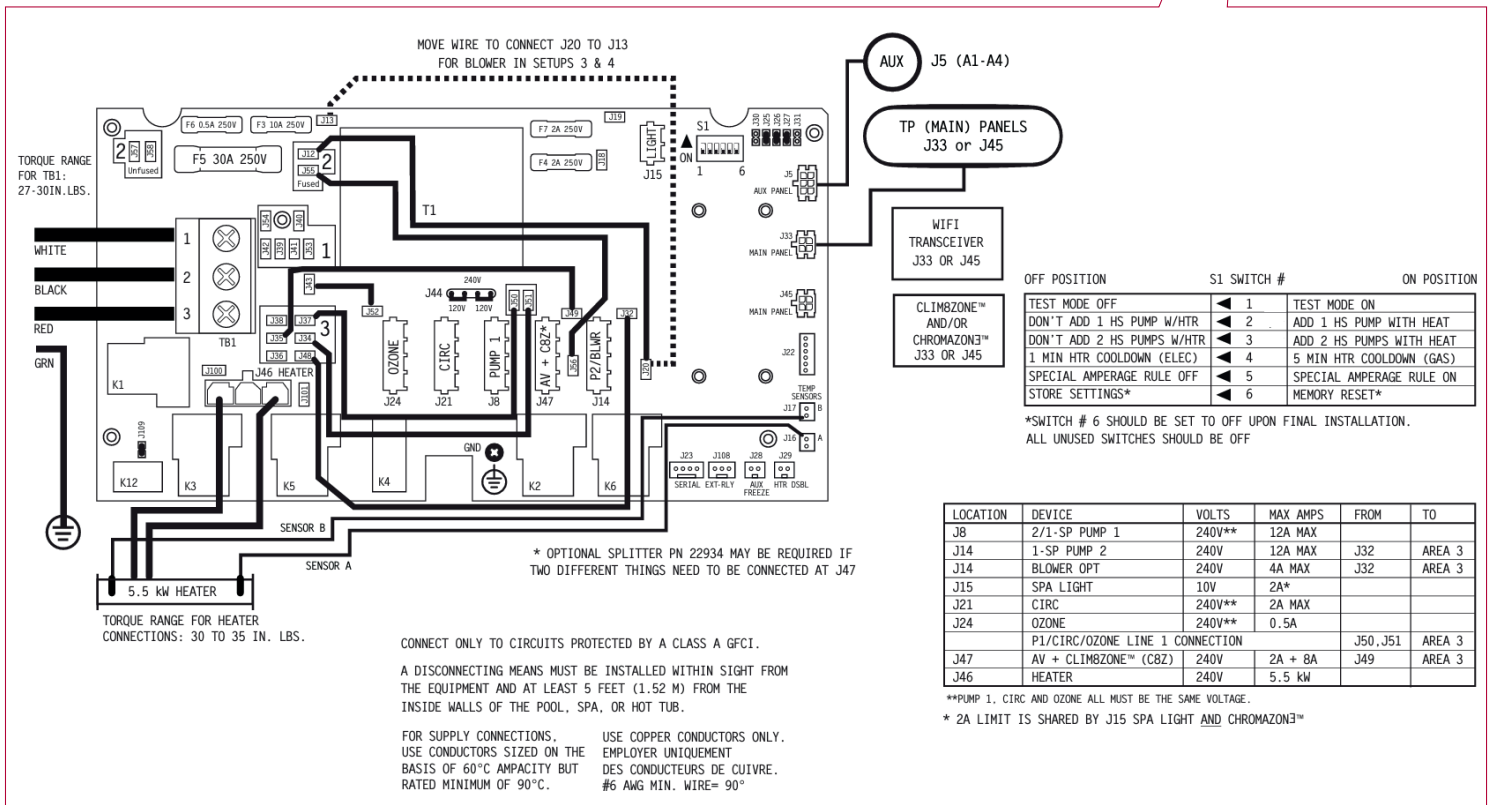 MOVE WIRE TO CONNECT J20 TO J13
FOR BLOWER IN SETUPS 3 & 4
AUX
J5 (A1-A4)
TP (MAIN) PANELS
J33 or J45
WIFI
TRANSCEIVER
J33 OR J45
CLIM8ZONE™
AND/OR
CHROMAZONƎ™
J33 OR J45
TORQUE RANGE
FOR TB1:
27-30IN.LBS.
WHITE
BLACK
RED
GRN
2
J57
J58
Unfused
F6 0.5A 250V
F3 10A 250V
F5 30A 250V
J13
J12
J55
2
Fused
F7 2A 250V
F4 2A 250V
J19
J18
LIGHT
J15
S1
ON
1
6
J30
J25
J26
J27
J31
J5
AUX PANEL
J33
MAIN PANEL
J45
MAIN PANEL
J22
TEMP
SENSORS
J17
B
J16
A
T1
1
2
3
TB1
J54
J40
J42
J39
J41
J53
1
J43
J52
J38
J37
J35
J34
J36
J48
3
240V
J44
120V
120V
J50
J51
J49
J32
J56
J20
OZONE
J24
CIRC
J21
PUMP 1
J8
AV + C8Z*
J47
P2/BLWR
J14
J100
J46 HEATER
J101
K1
J109
K12
K3
K5
K4
GND
K2
K6
J23
SERIAL
J108
EXT-RLY
J28
AUX
FREEZE
J29
HTR DSBL
SENSOR B
SENSOR A
5.5 kW HEATER
TORQUE RANGE FOR HEATER
CONNECTIONS: 30 TO 35 IN. LBS.
* OPTIONAL SPLITTER PN 22934 MAY BE REQUIRED IF
TWO DIFFERENT THINGS NEED TO BE CONNECTED AT J47
CONNECT ONLY TO CIRCUITS PROTECTED BY A CLASS A GFCI.
A DISCONNECTING MEANS MUST BE INSTALLED WITHIN SIGHT FROM
THE EQUIPMENT AND AT LEAST 5 FEET (1.52 M) FROM THE
INSIDE WALLS OF THE POOL, SPA, OR HOT TUB.
FOR SUPPLY CONNECTIONS,
USE CONDUCTORS SIZED ON THE
BASIS OF 60°C AMPACITY BUT
RATED MINIMUM OF 90°C.
USE COPPER CONDUCTORS ONLY.
EMPLOYER UNIQUEMENT
DES CONDUCTEURS DE CUIVRE.
#6 AWG MIN. WIRE= 90°
OFF POSITION S1 SWITCH # ON POSITION
TEST MODE OFF ◀ 1 TEST MODE ON
DON'T ADD 1 HS PUMP W/HTR ◀ 2 ADD 1 HS PUMP WITH HEAT
DON'T ADD 2 HS PUMPS W/HTR ◀ 3 ADD 2 HS PUMPS WITH HEAT
1 MIN HTR COOLDOWN (ELEC) ◀ 4 5 MIN HTR COOLDOWN (GAS)
SPECIAL AMPERAGE RULE OFF ◀ 5 SPECIAL AMPERAGE RULE ON
STORE SETTINGS* ◀ 6 MEMORY RESET*
*SWITCH # 6 SHOULD BE SET TO OFF UPON FINAL INSTALLATION.
ALL UNUSED SWITCHES SHOULD BE OFF
LOCATION DEVICE VOLTS MAX AMPS FROM TO
J8 2/1-SP PUMP 1 240V** 12A MAX
J14 1-SP PUMP 2 240V 12A MAX J32 AREA 3
J14 BLOWER OPT 240V 4A MAX J32 AREA 3
J15 SPA LIGHT 10V 2A*
J21 CIRC 240V** 2A MAX
J24 OZONE 240V** 0.5A
P1/CIRC/OZONE LINE 1 CONNECTION J50,J51 AREA 3
J47 AV + CLIM8ZONE™ (C8Z) 240V 2A + 8A J49 AREA 3
J46 HEATER 240V 5.5 kW
**PUMP 1, CIRC AND OZONE ALL MUST BE THE SAME VOLTAGE.
* 2A LIMIT IS SHARED BY J15 SPA LIGHT AND CHROMAZONƎ™